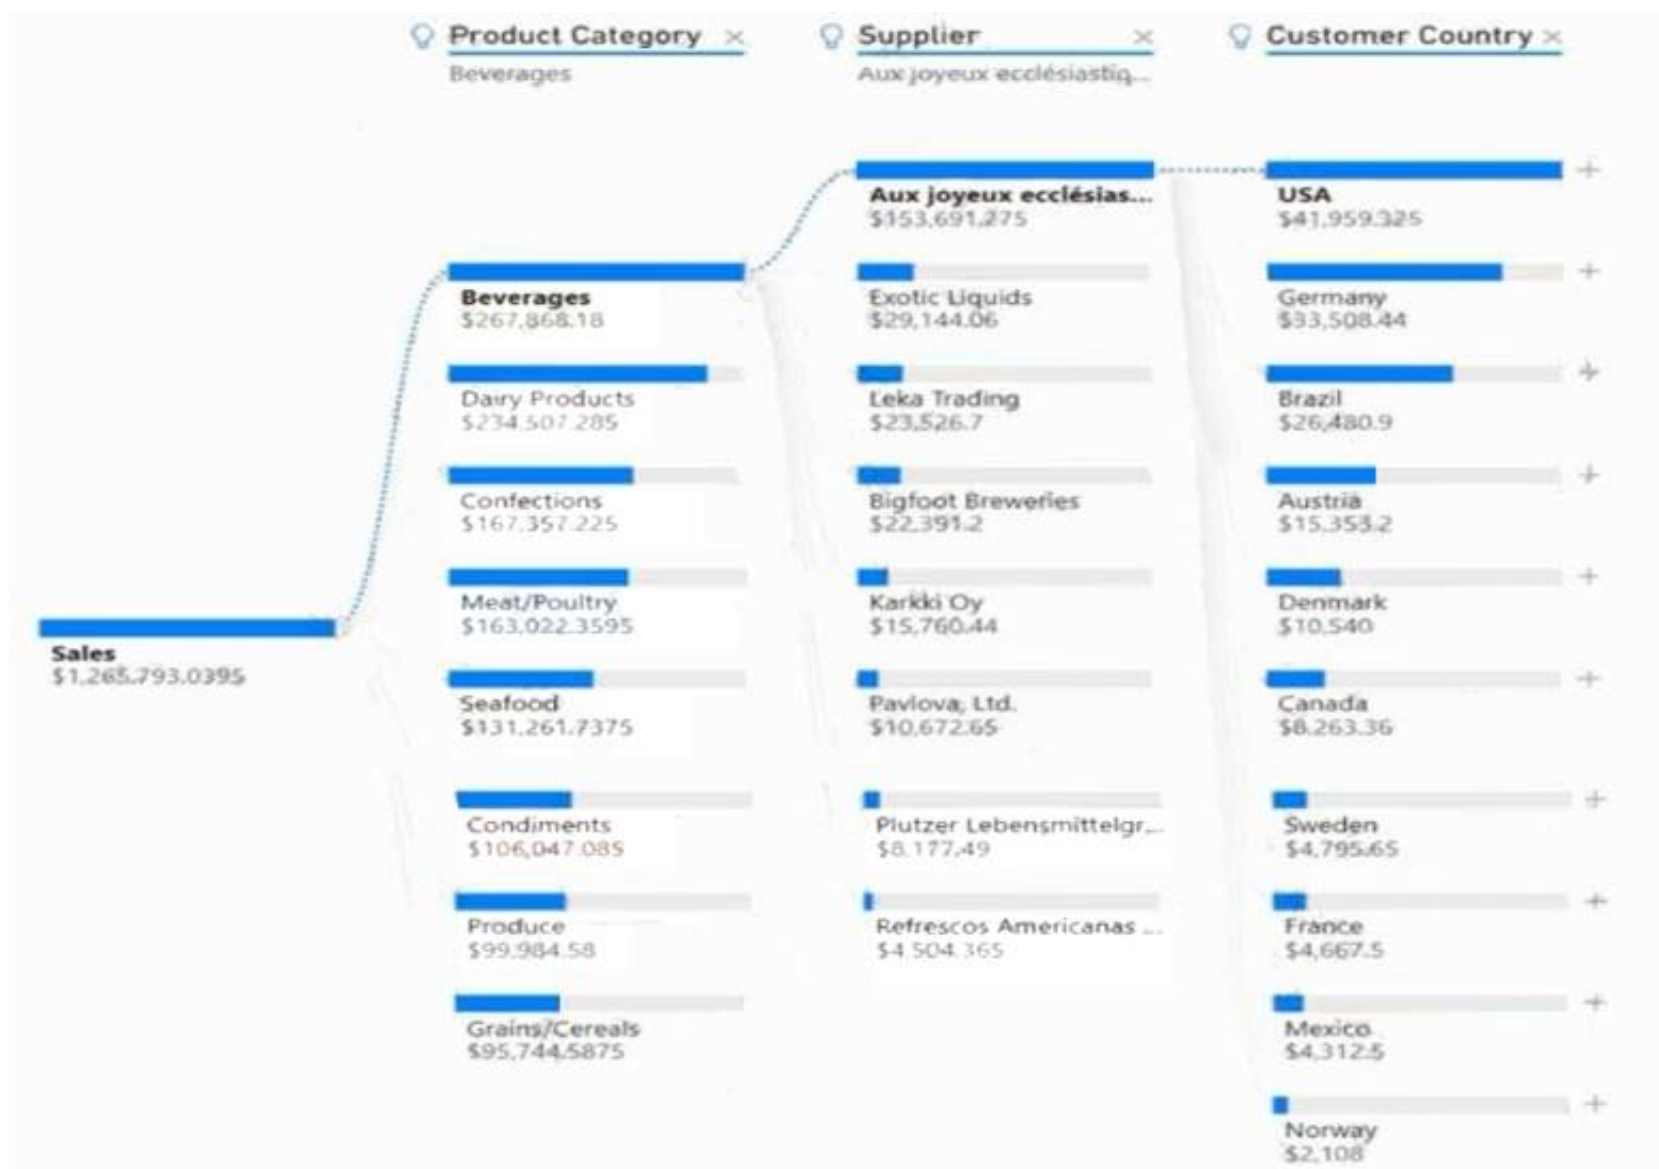 Product Category
Beverages
Supplier
Aux joyeux ecclésiastiq...
Customer Country
Sales
$1,265,793.0395
Beverages
$267,868.18
Dairy Products
$234,507.285
Confections
$167,357.225
Meat/Poultry
$163,022.3595
Seafood
$131,261.7375
Condiments
$106,047.085
Produce
$99,984.58
Grains/Cereals
$95,744.5875
Aux joyeux ecclésias...
$153,691.275
Exotic Liquids
$29,144.06
Leka Trading
$23,526.7
Bigfoot Breweries
$22,391.2
Karkki Oy
$15,760.44
Pavlova, Ltd.
$10,672.65
Plutzer Lebensmittelgr...
$8,177.49
Refrescos Americanas ...
$4,504.365
USA
$41,959.325
Germany
$33,508.44
Brazil
$26,480.9
Austria
$15,353.2
Denmark
$10,540
Canada
$8,263.36
Sweden
$4,795.65
France
$4,667.5
Mexico
$4,312.5
Norway
$2,108